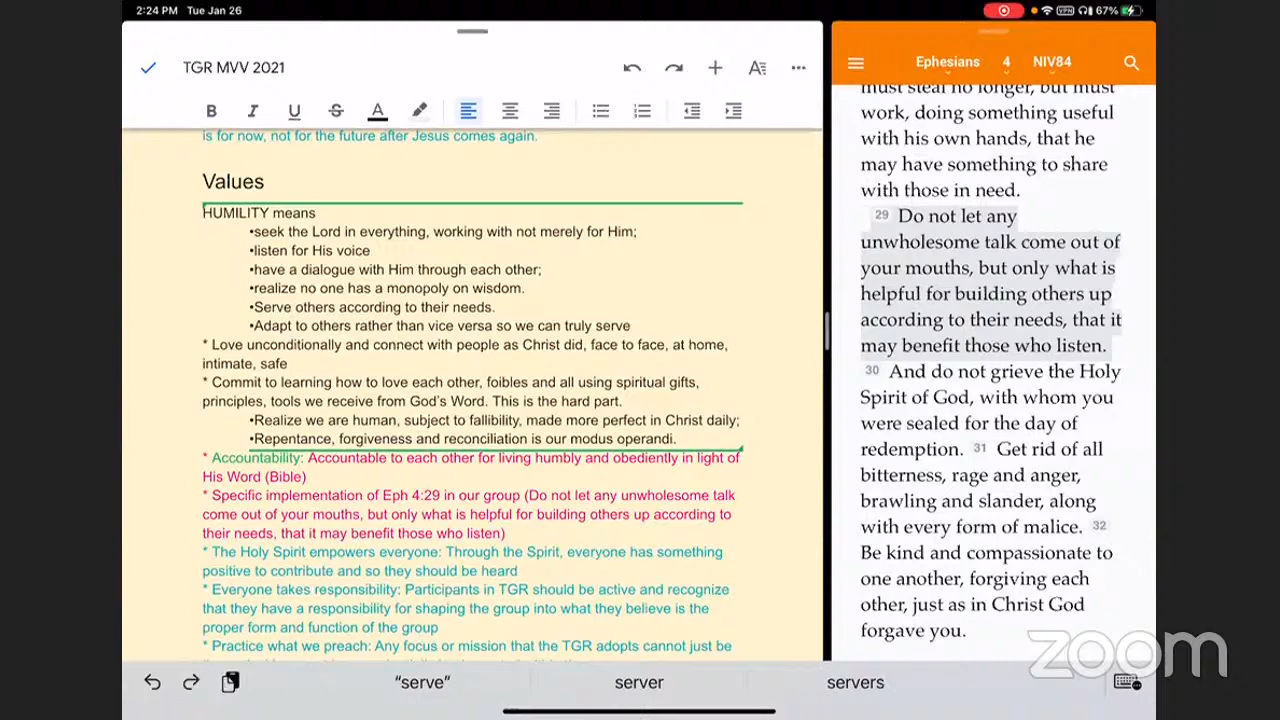 2:24 PM Tue Jan 26
VPN 67%
TGR MVV 2021
B I U S A
is for now, not for the future after Jesus comes again.
Values
HUMILITY means
•seek the Lord in everything, working with not merely for Him;
•listen for His voice
•have a dialogue with Him through each other;
•realize no one has a monopoly on wisdom.
•Serve others according to their needs.
•Adapt to others rather than vice versa so we can truly serve
* Love unconditionally and connect with people as Christ did, face to face, at home,
intimate, safe
* Commit to learning how to love each other, foibles and all using spiritual gifts,
principles, tools we receive from God's Word. This is the hard part.
•Realize we are human, subject to fallibility, made more perfect in Christ daily;
•Repentance, forgiveness and reconciliation is our modus operandi.
* Accountability: Accountable to each other for living humbly and obediently in light of
His Word (Bible)
* Specific implementation of Eph 4:29 in our group (Do not let any unwholesome talk
come out of your mouths, but only what is helpful for building others up according to
their needs, that it may benefit those who listen)
* The Holy Spirit empowers everyone: Through the Spirit, everyone has something
positive to contribute and so they should be heard
* Everyone takes responsibility: Participants in TGR should be active and recognize
that they have a responsibility for shaping the group into what they believe is the
proper form and function of the group
* Practice what we preach: Any focus or mission that the TGR adopts cannot just be
Ephesians 4 NIV84
must steal no longer, but must
work, doing something useful
with his own hands, that he
may have something to share
with those in need.
29 Do not let any
unwholesome talk come out of
your mouths, but only what is
helpful for building others up
according to their needs, that it
may benefit those who listen.
30 And do not grieve the Holy
Spirit of God, with whom you
were sealed for the day of
redemption. 31 Get rid of all
bitterness, rage and anger,
brawling and slander, along
with every form of malice. 32
Be kind and compassionate to
one another, forgiving each
other, just as in Christ God
forgave you.
zoom
“serve” server servers